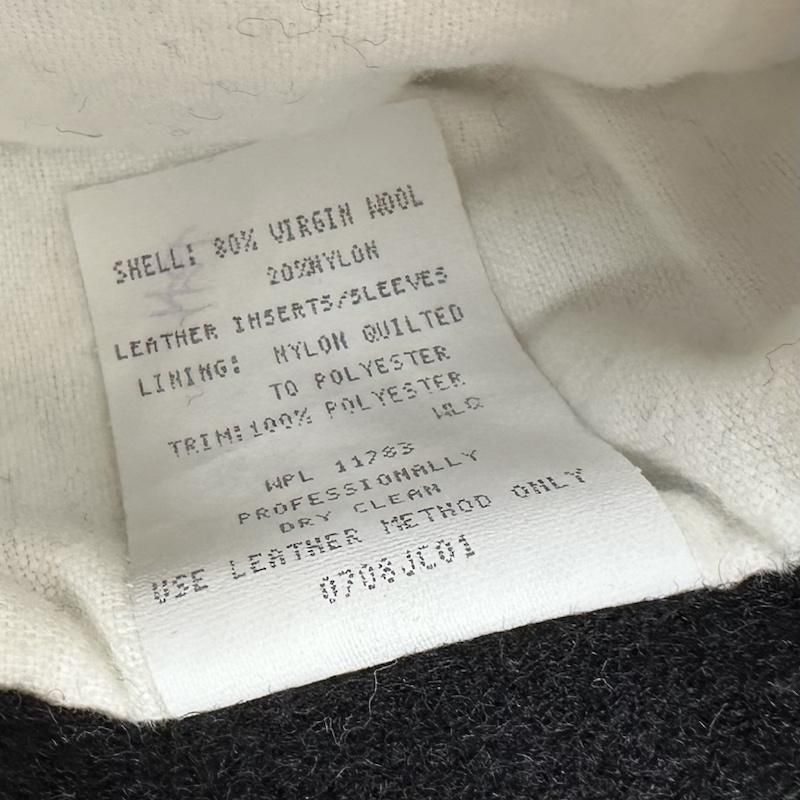 SHELL: 80% VIRGIN WOOL
20%NYLON
LEATHER INSERTS/SLEEVES
LINING: NYLON QUILTED
TO POLYESTER
TRIM:100% POLYESTER
WLQ
WPL 11783
PROFESSIONALLY
DRY CLEAN
USE LEATHER METHOD ONLY
0708JC01